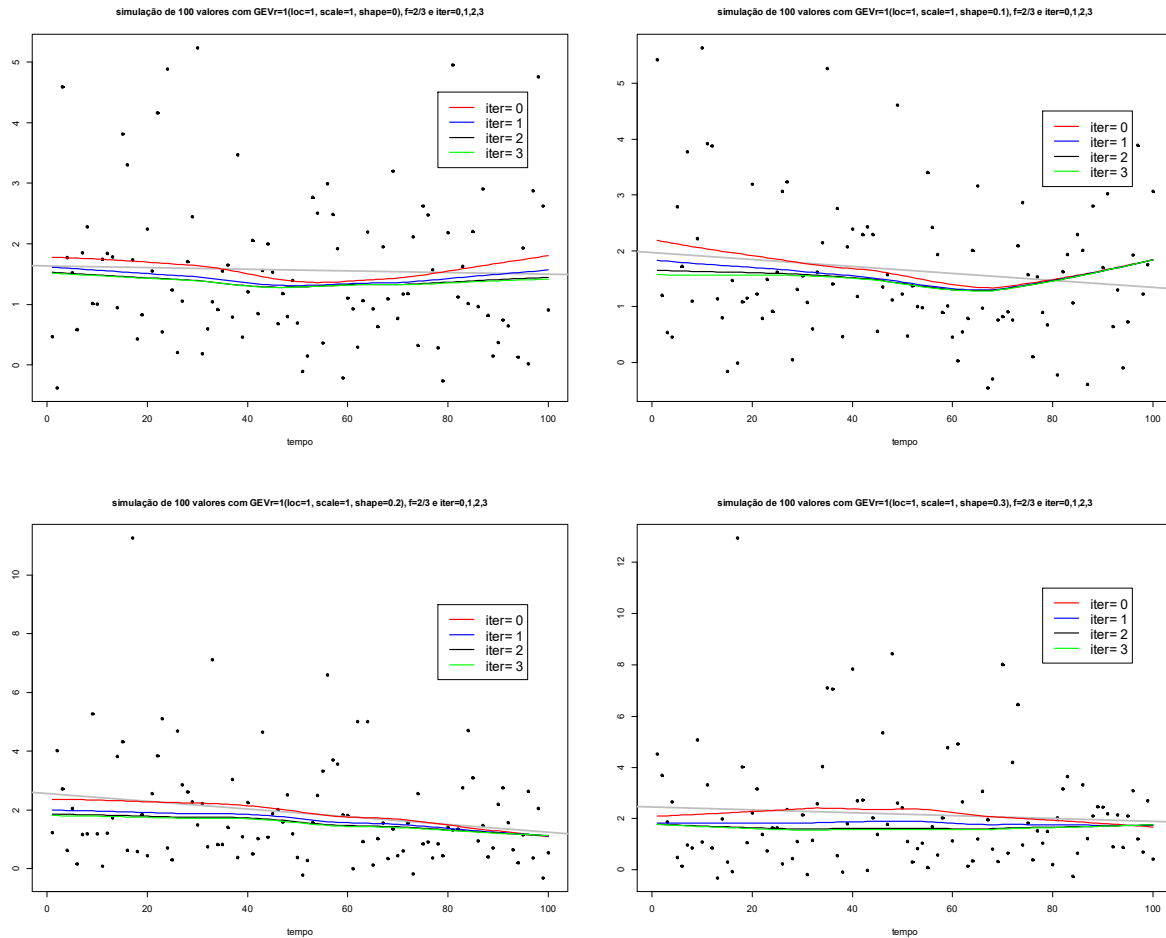 simulação de 100 valores com GEVr=1(loc=1, scale=1, shape=0), f=2/3 e iter=0,1,2,3
5
4
3
2
1
0
iter= 0
iter= 1
iter= 2
iter= 3
0 20 40 60 80 100
tempo
simulação de 100 valores com GEVr=1(loc=1, scale=1, shape=0.1), f=2/3 e iter=0,1,2,3
5
4
3
2
1
0
iter= 0
iter= 1
iter= 2
iter= 3
0 20 40 60 80 100
tempo
simulação de 100 valores com GEVr=1(loc=1, scale=1, shape=0.2), f=2/3 e iter=0,1,2,3
10
8
6
4
2
0
iter= 0
iter= 1
iter= 2
iter= 3
0 20 40 60 80 100
tempo
simulação de 100 valores com GEVr=1(loc=1, scale=1, shape=0.3), f=2/3 e iter=0,1,2,3
12
10
8
6
4
2
0
iter= 0
iter= 1
iter= 2
iter= 3
0 20 40 60 80 100
tempo